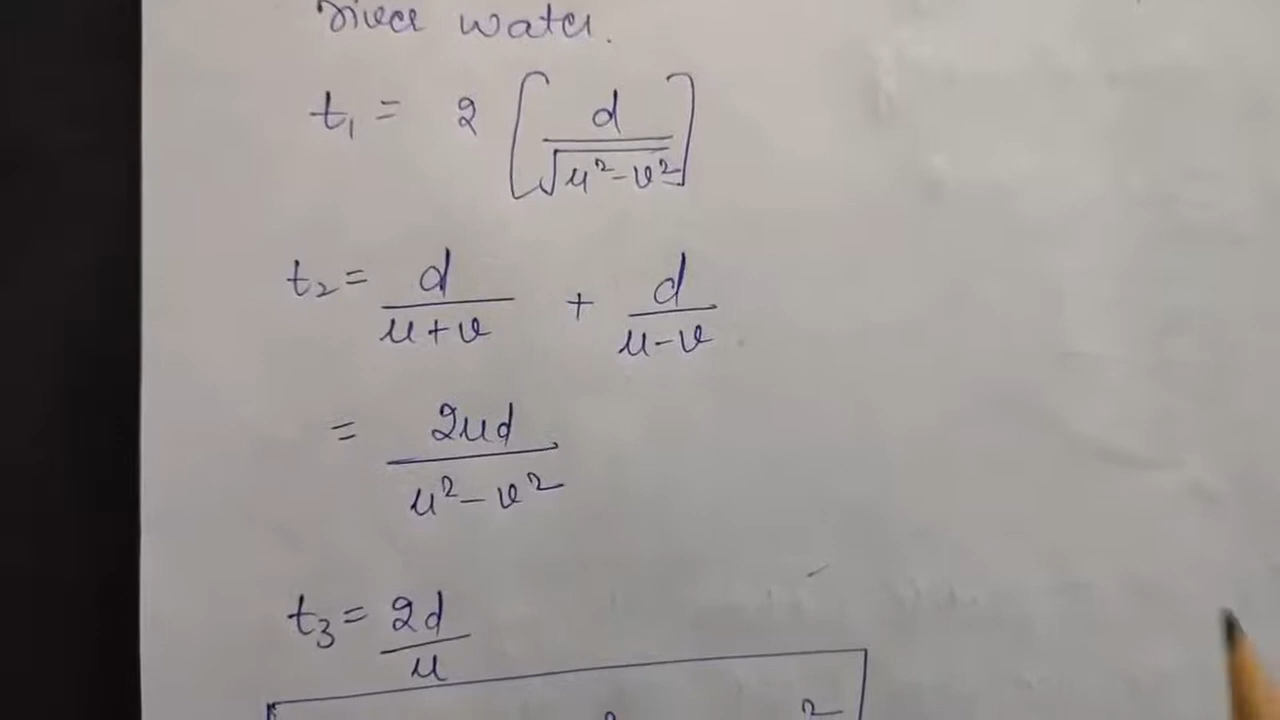 river water.
t₁ = 2 [d/√(u²-v²)]
t₂ = d/(u+v) + d/(u-v)
= 2ud/(u²-v²)
t₃ = 2d/u